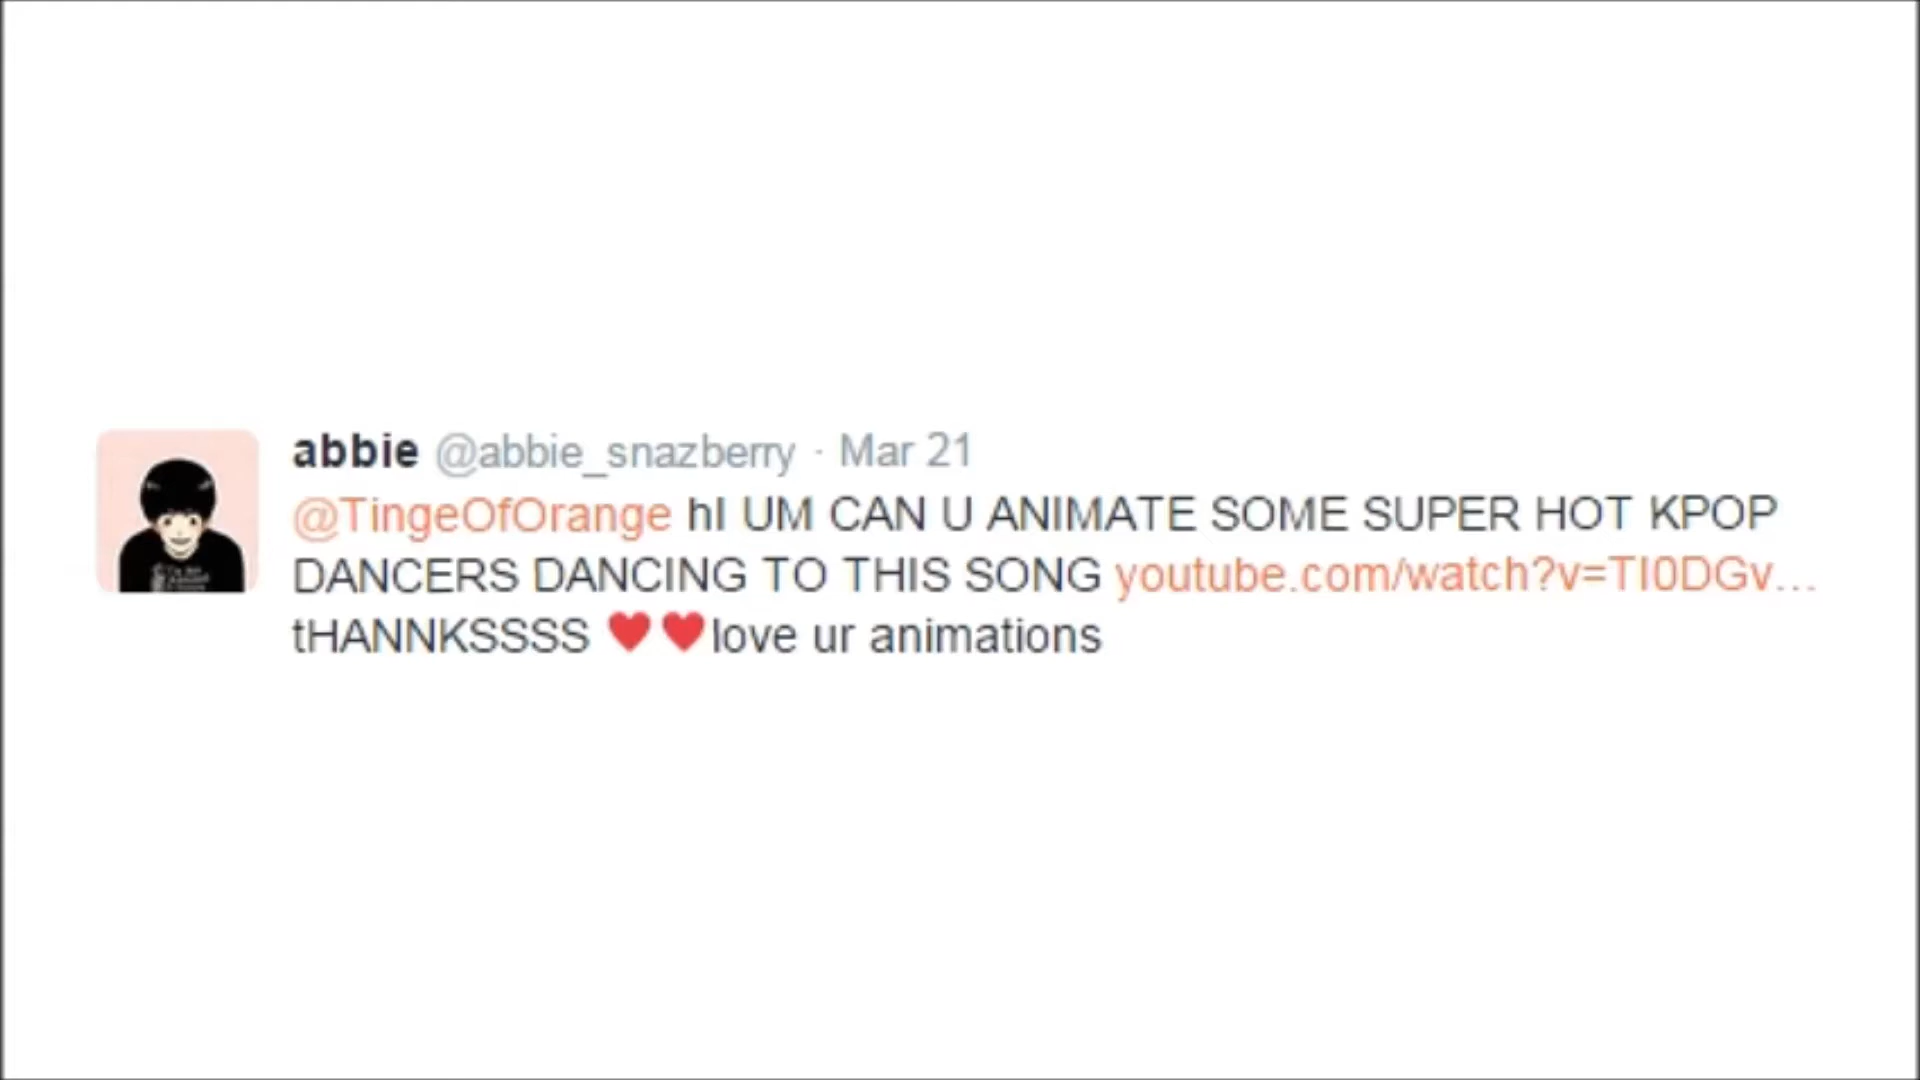 abbie @abbie_snazberry · Mar 21
@TingeOfOrange hI UM CAN U ANIMATE SOME SUPER HOT KPOP
DANCERS DANCING TO THIS SONG youtube.com/watch?v=TI0DGv…
tHANNKSSSS ❤❤love ur animations